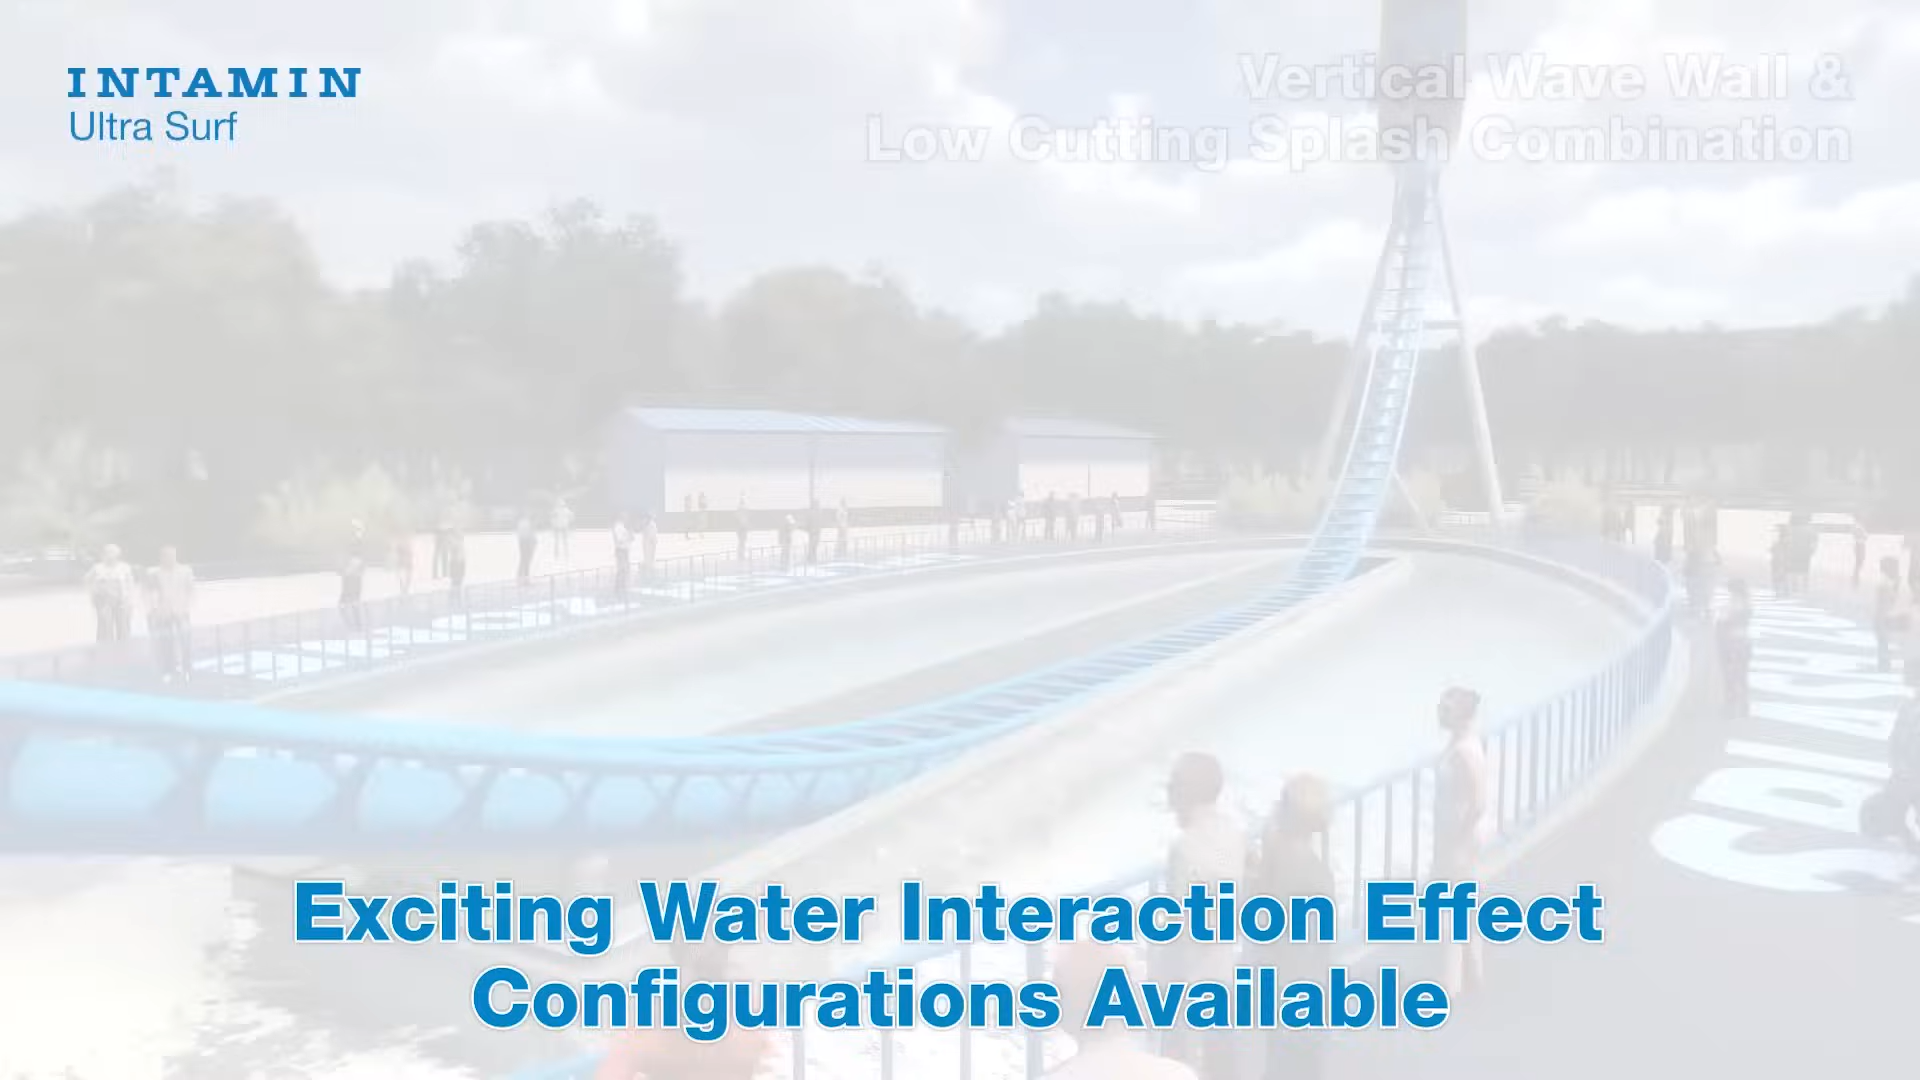 INTAMIN
Ultra Surf
Vertical Wave Wall &
Low Cutting Splash Combination
Exciting Water Interaction Effect
Configurations Available